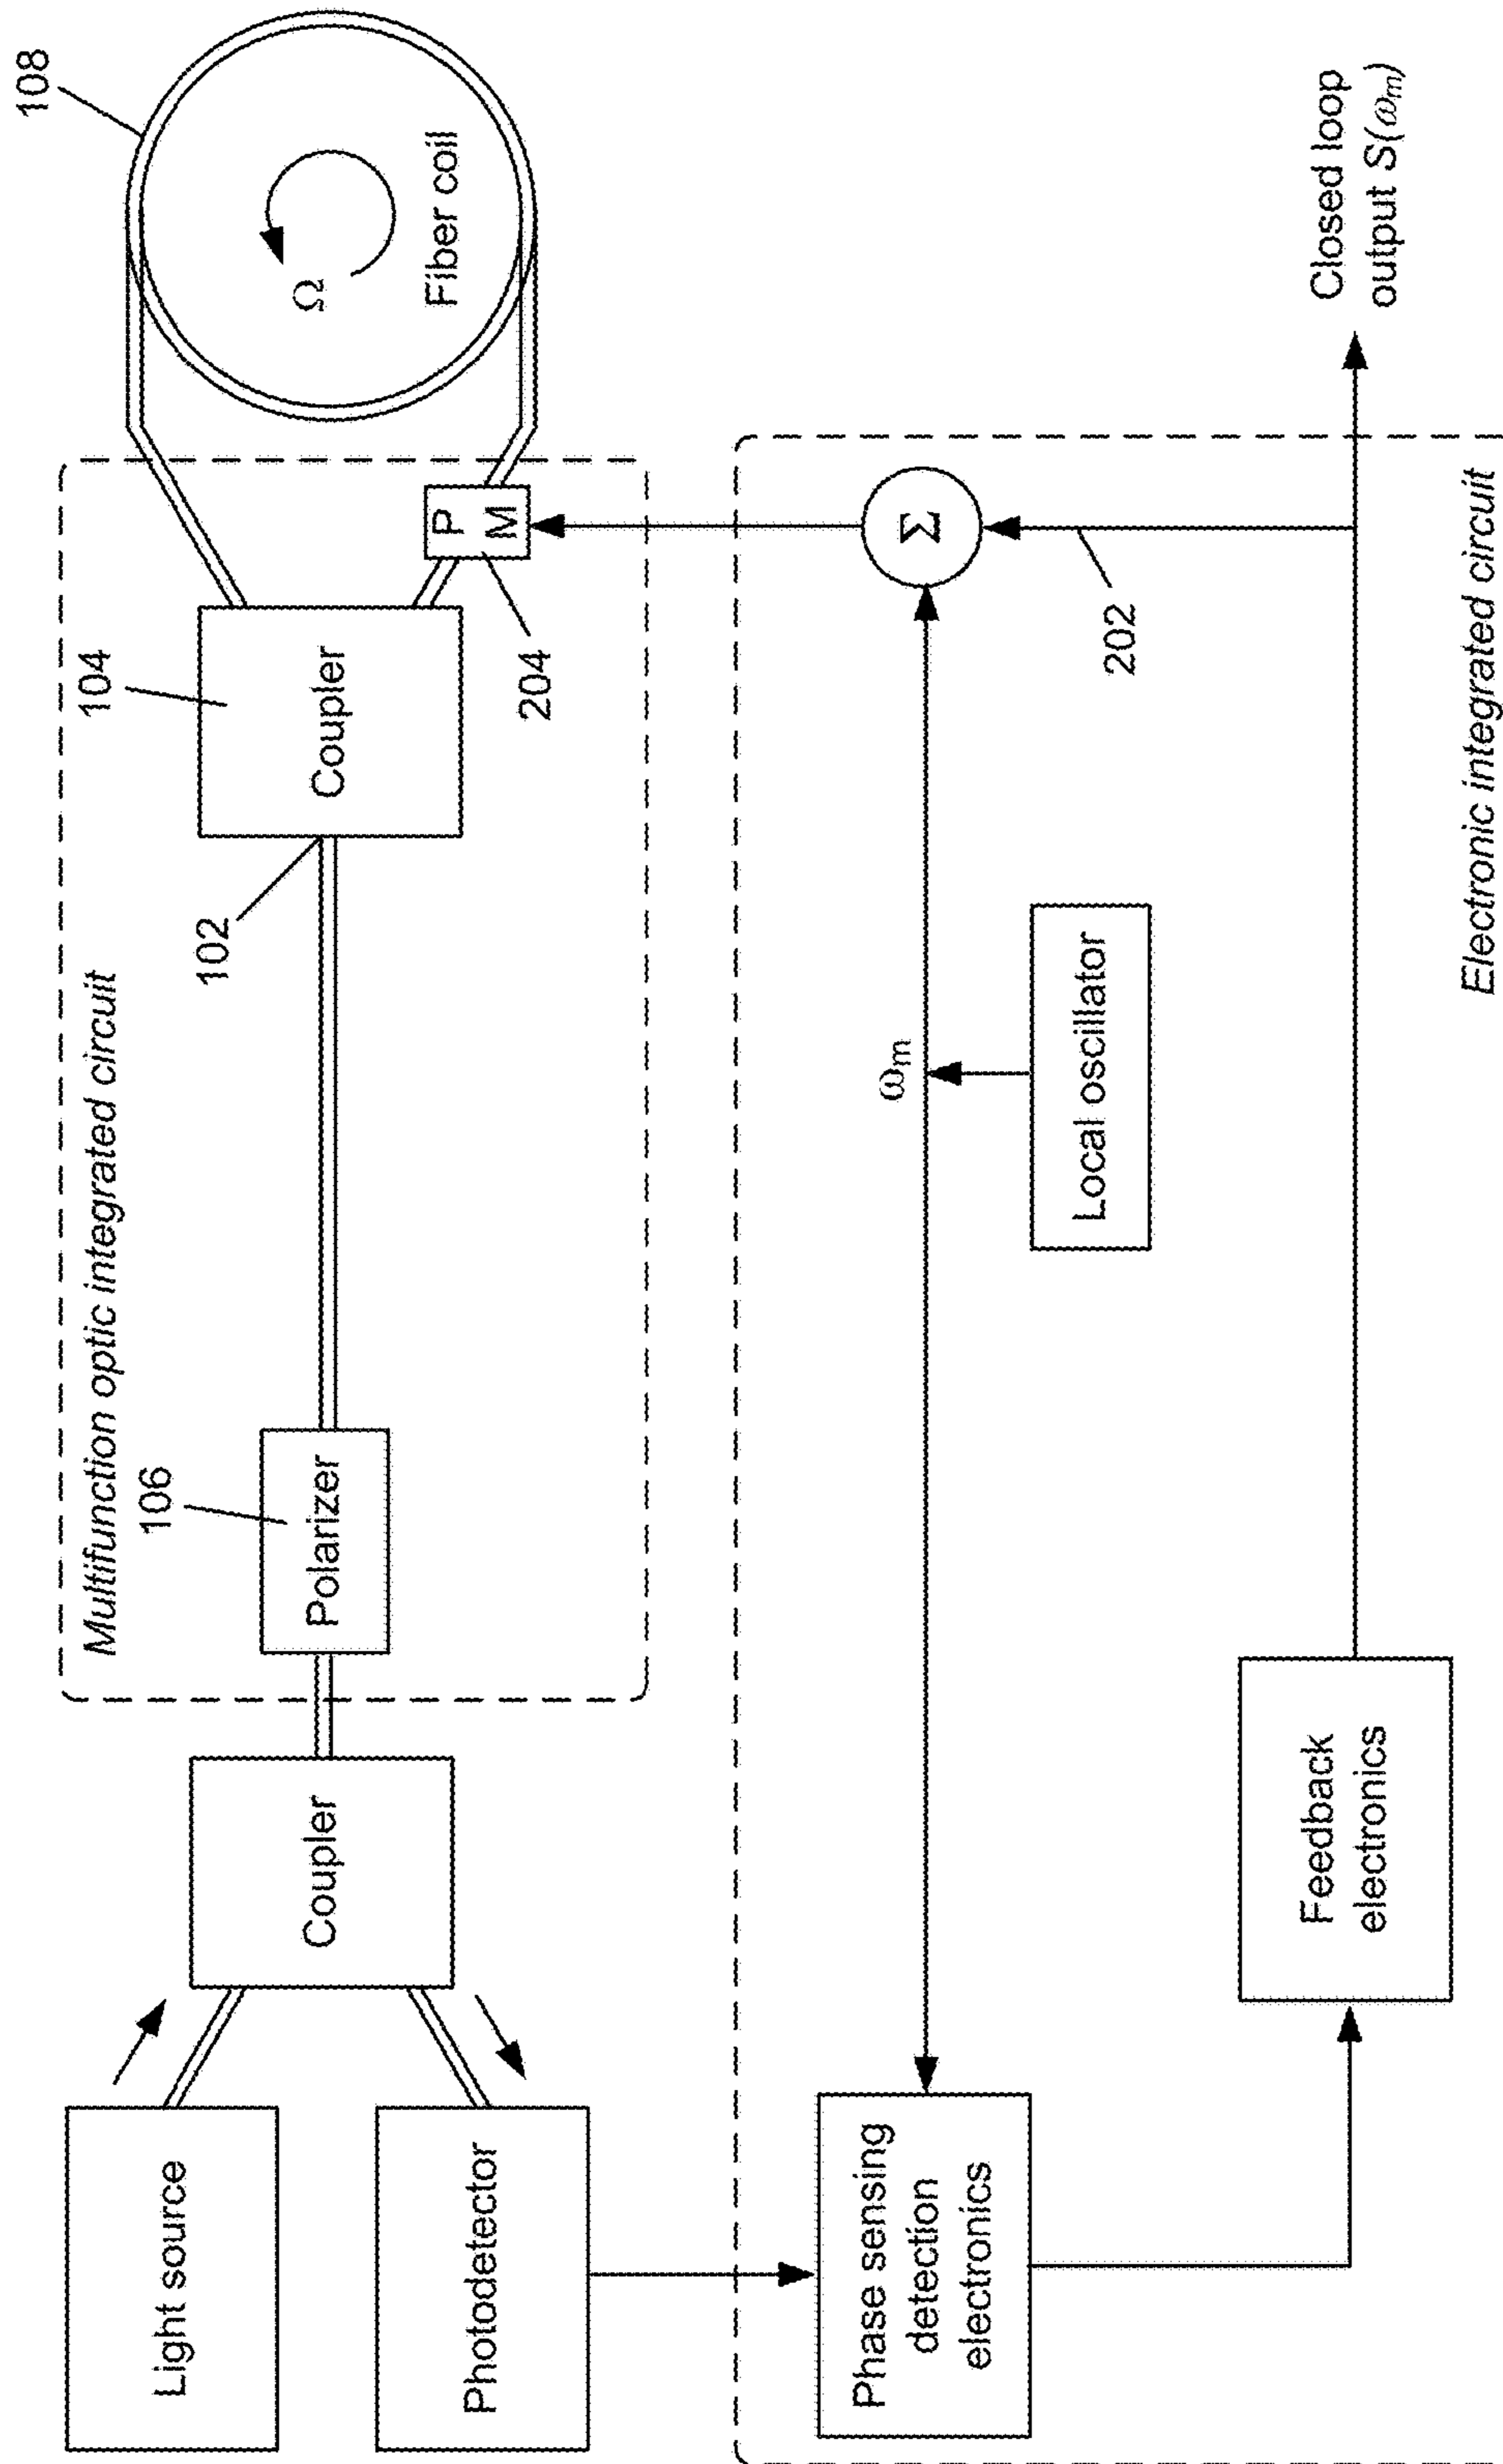 Light source
Photodetector
Coupler
Multifunction optic integrated circuit
106
Polarizer
102
104
Coupler
204
P
M
108
Ω
Fiber coil
Phase sensing
detection
electronics
ωm
Local oscillator
Σ
202
Feedback
electronics
Closed loop
output S(ωm)
Electronic integrated circuit